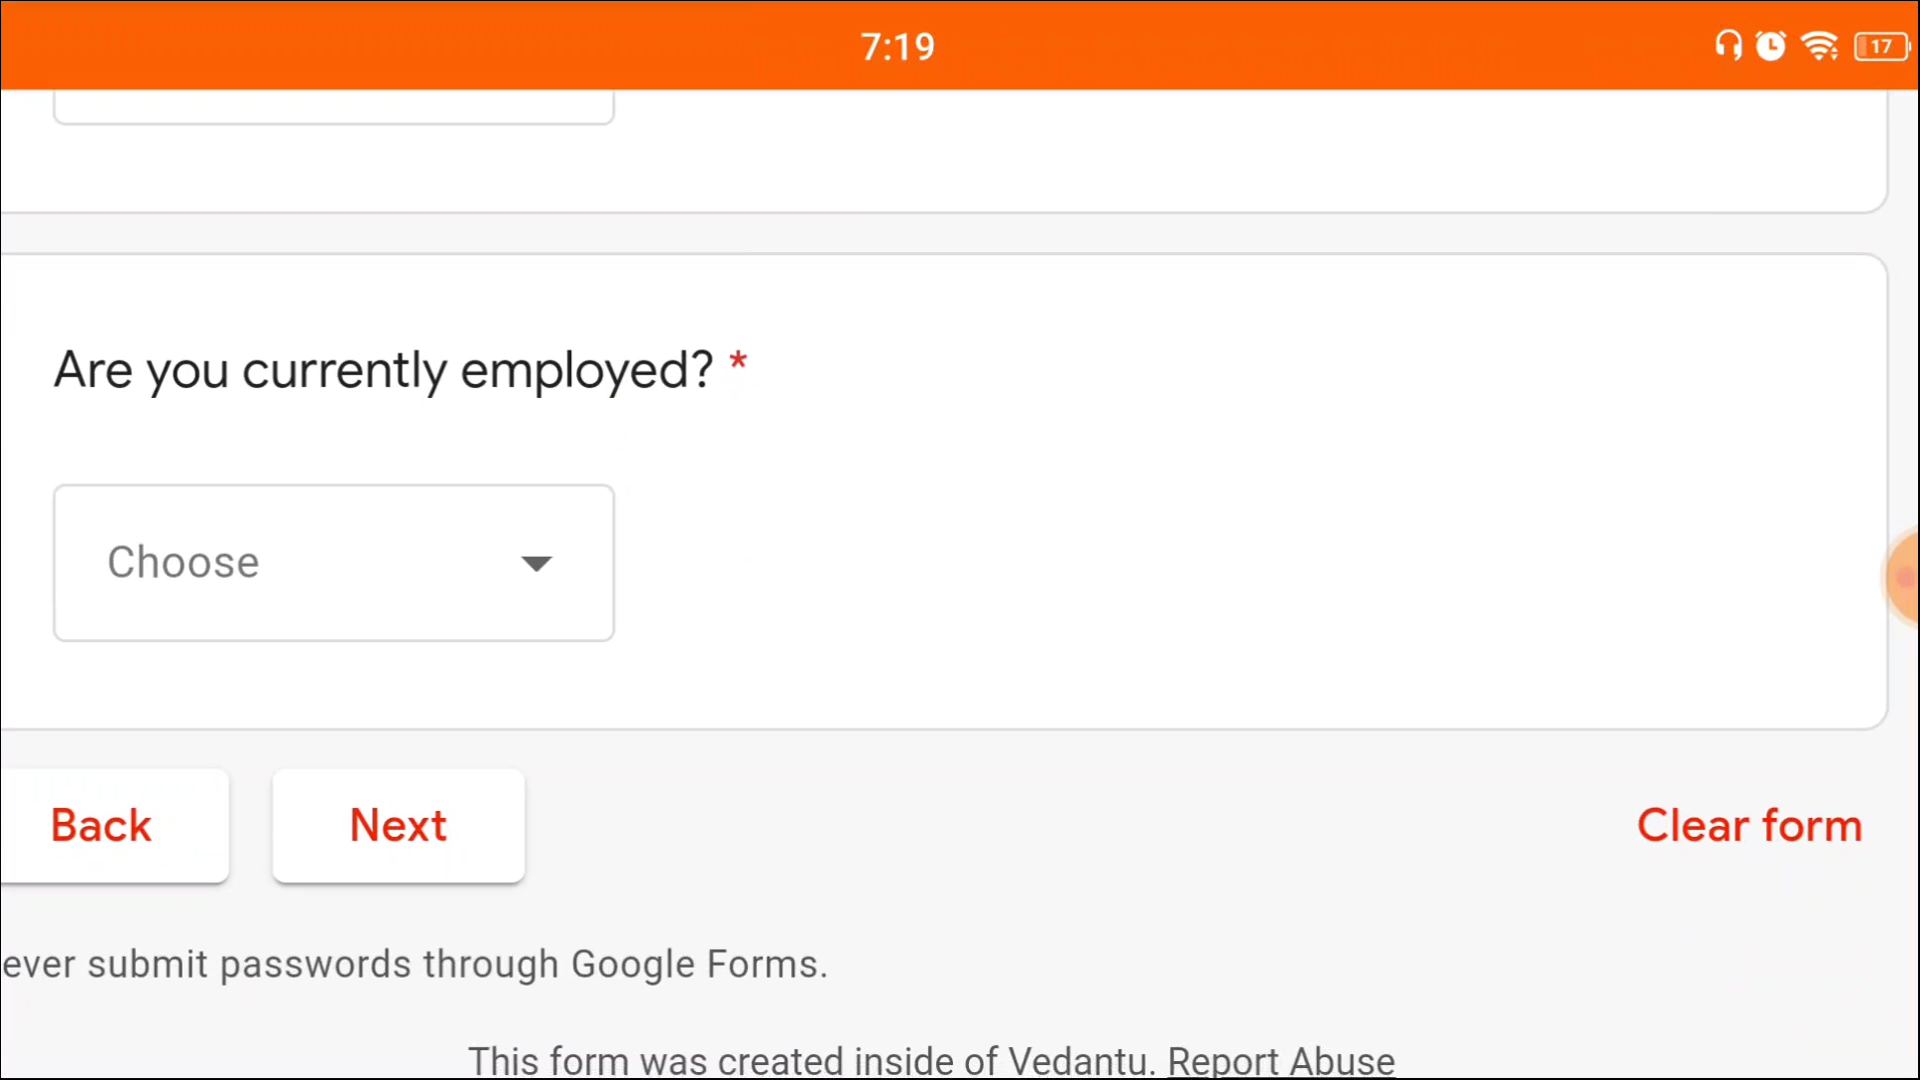 7:19
17
Are you currently employed? *
Choose
Back Next Clear form
ever submit passwords through Google Forms.
This form was created inside of Vedantu. Report Abuse